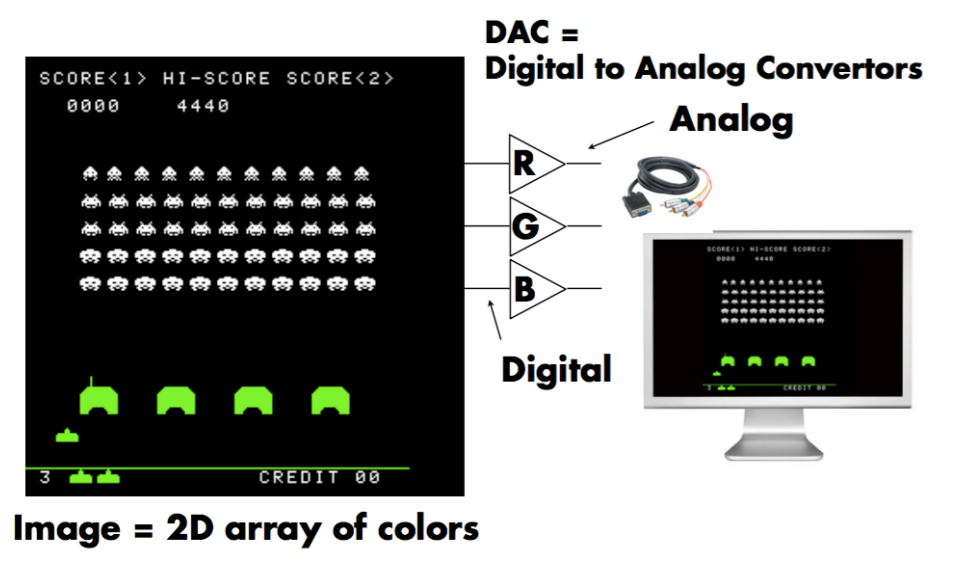 DAC =
Digital to Analog Convertors
SCORE<1> HI-SCORE SCORE<2>
0000 4440
Analog
R
G
B
Digital
SCORE<1> HI-SCORE SCORE<2>
0000 4440
3 CREDIT 00
3 CREDIT 00
Image = 2D array of colors